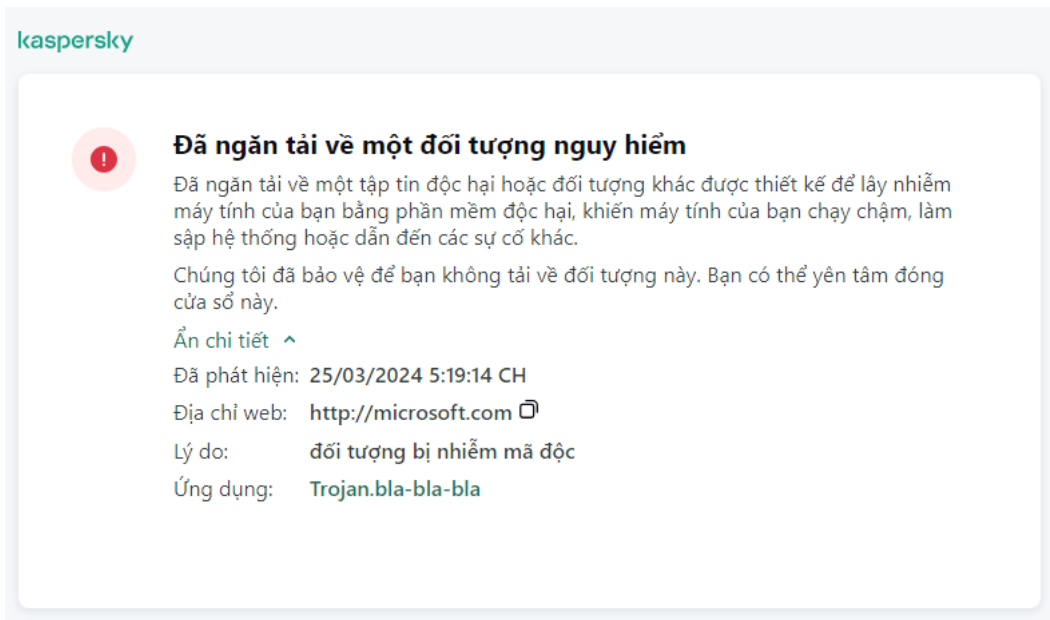 kaspersky
Đã ngăn tải về một đối tượng nguy hiểm
Đã ngăn tải về một tập tin độc hại hoặc đối tượng khác được thiết kế để lây nhiễm
máy tính của bạn bằng phần mềm độc hại, khiến máy tính của bạn chạy chậm, làm
sập hệ thống hoặc dẫn đến các sự cố khác.
Chúng tôi đã bảo vệ để bạn không tải về đối tượng này. Bạn có thể yên tâm đóng
cửa sổ này.
Ẩn chi tiết
Đã phát hiện: 25/03/2024 5:19:14 CH
Địa chỉ web: http://microsoft.com
Lý do: đối tượng bị nhiễm mã độc
Ứng dụng: Trojan.bla-bla-bla